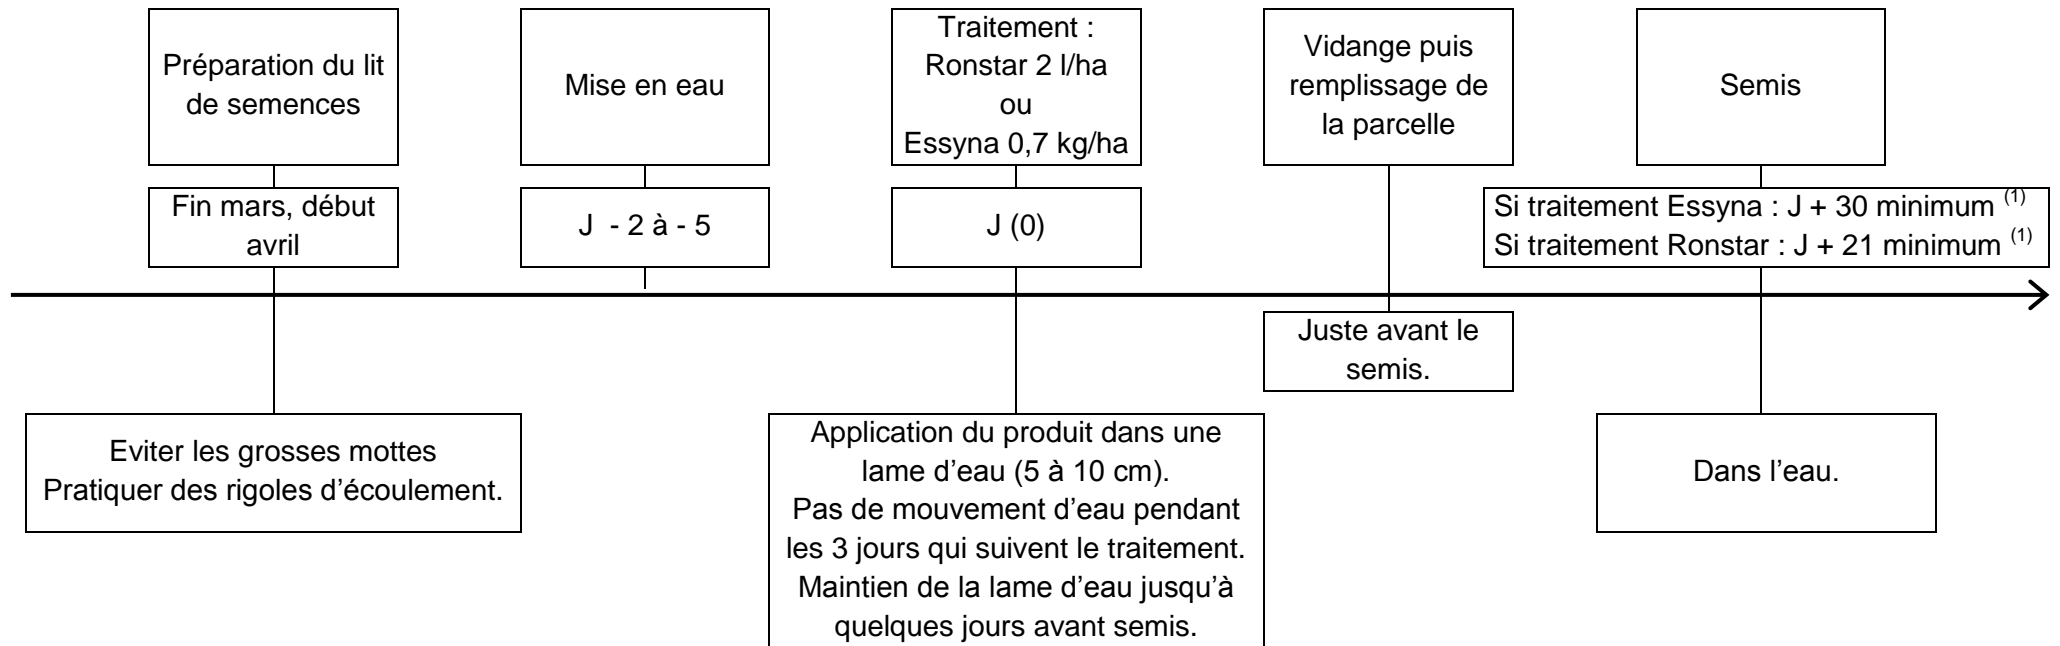 Préparation du lit
de semences
Mise en eau
Traitement :
Ronstar 2 l/ha
ou
Essyna 0,7 kg/ha
Vidange puis
remplissage de
la parcelle
Semis
Fin mars, début
avril
J - 2 à - 5
J (0)
Si traitement Essyna : J + 30 minimum (1)
Si traitement Ronstar : J + 21 minimum (1)
Juste avant le
semis.
Eviter les grosses mottes
Pratiquer des rigoles d’écoulement.
Application du produit dans une
lame d’eau (5 à 10 cm).
Pas de mouvement d’eau pendant
les 3 jours qui suivent le traitement.
Maintien de la lame d’eau jusqu’à
quelques jours avant semis.
Dans l’eau.